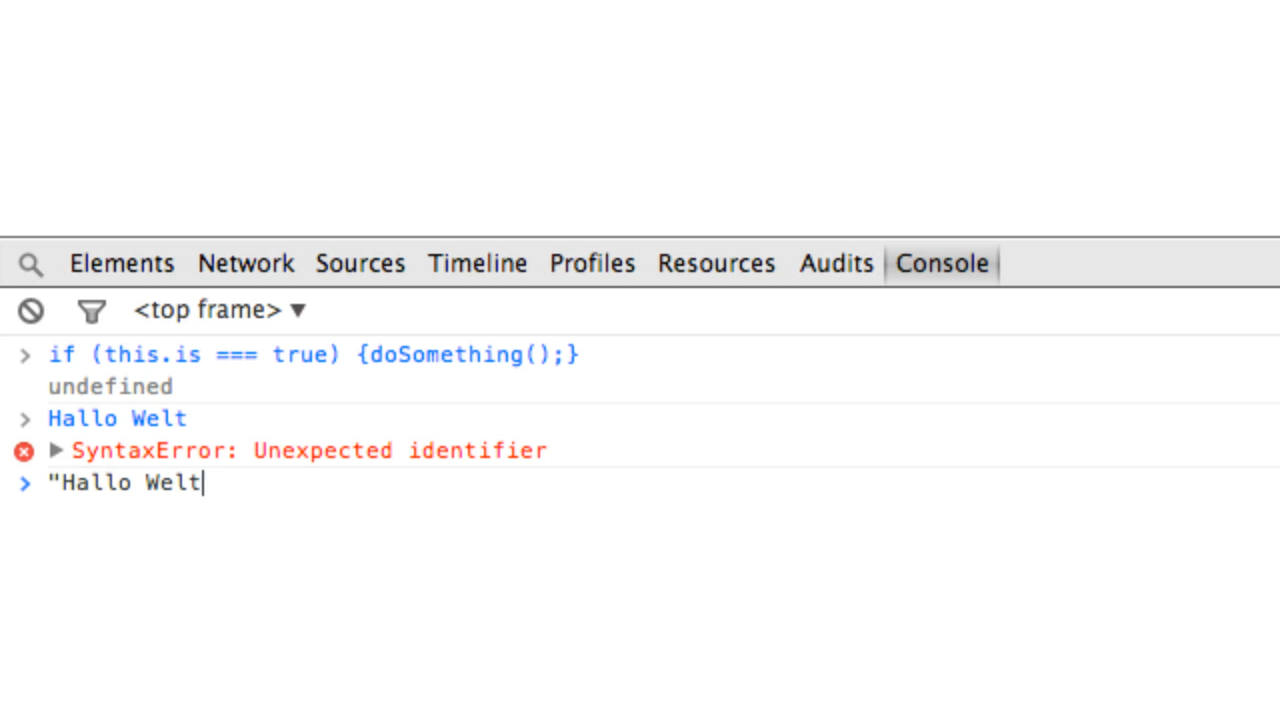 Elements Network Sources Timeline Profiles Resources Audits Console
<top frame> ▼
> if (this.is === true) {doSomething();}
undefined
> Hallo Welt
▶ SyntaxError: Unexpected identifier
> "Hallo Welt